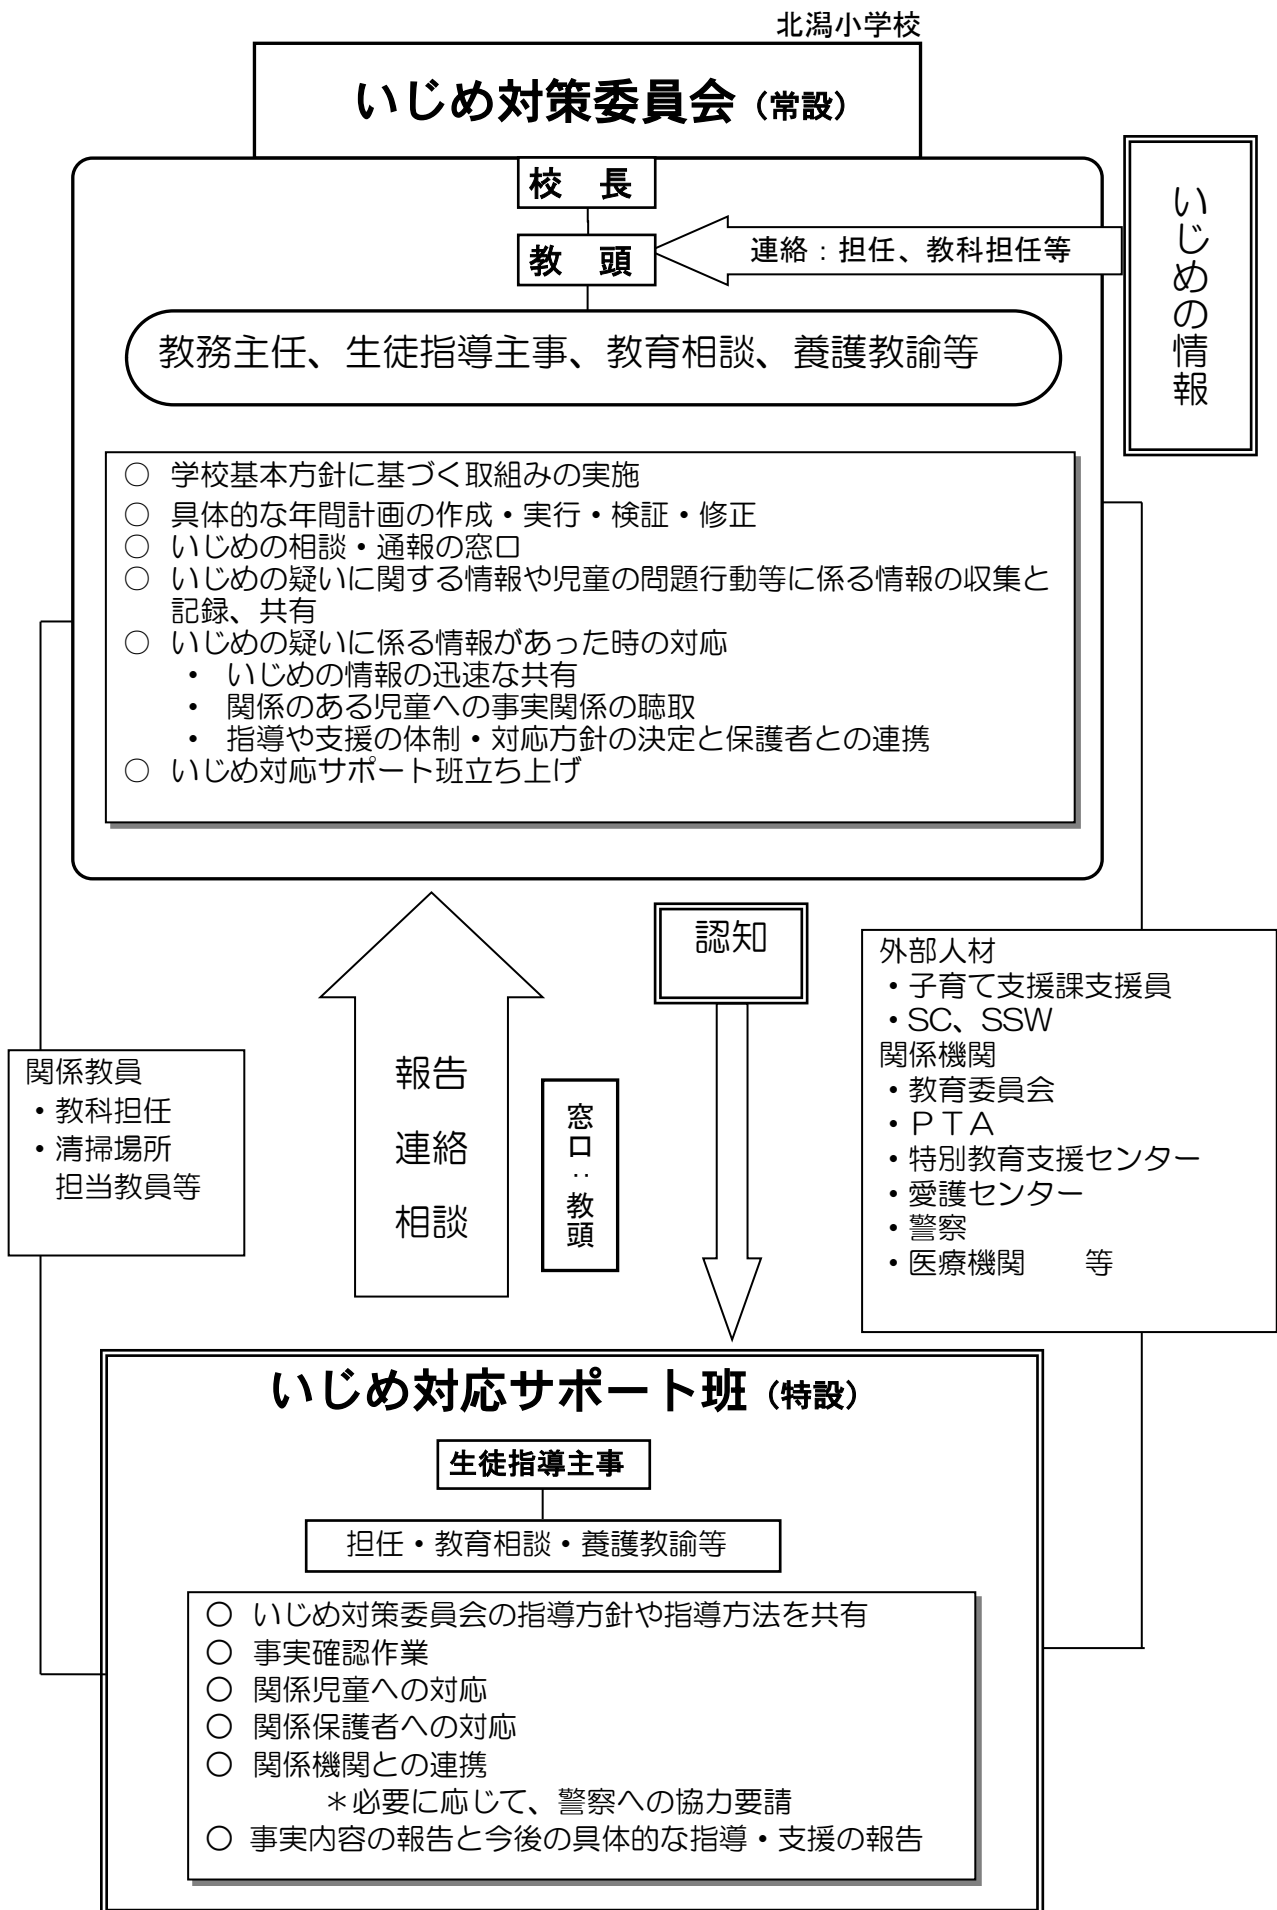 北潟小学校
いじめ対策委員会（常設）
校　長
教　頭
連絡：担任、教科担任等
いじめの情報
教務主任、生徒指導主事、教育相談、養護教諭等
○ 学校基本方針に基づく取組みの実施
○ 具体的な年間計画の作成・実行・検証・修正
○ いじめの相談・通報の窓口
○ いじめの疑いに関する情報や児童の問題行動等に係る情報の収集と
記録、共有
○ いじめの疑いに係る情報があった時の対応
・ いじめの情報の迅速な共有
・ 関係のある児童への事実関係の聴取
・ 指導や支援の体制・対応方針の決定と保護者との連携
○ いじめ対応サポート班立ち上げ
認知
外部人材
・子育て支援課支援員
・SC、SSW
関係機関
・教育委員会
・ＰＴＡ
・特別教育支援センター
・愛護センター
・警察
・医療機関　　等
関係教員
・教科担任
・清掃場所
担当教員等
報告
連絡
相談
窓口：教頭
いじめ対応サポート班（特設）
生徒指導主事
担任・教育相談・養護教諭等
○ いじめ対策委員会の指導方針や指導方法を共有
○ 事実確認作業
○ 関係児童への対応
○ 関係保護者への対応
○ 関係機関との連携
＊必要に応じて、警察への協力要請
○ 事実内容の報告と今後の具体的な指導・支援の報告